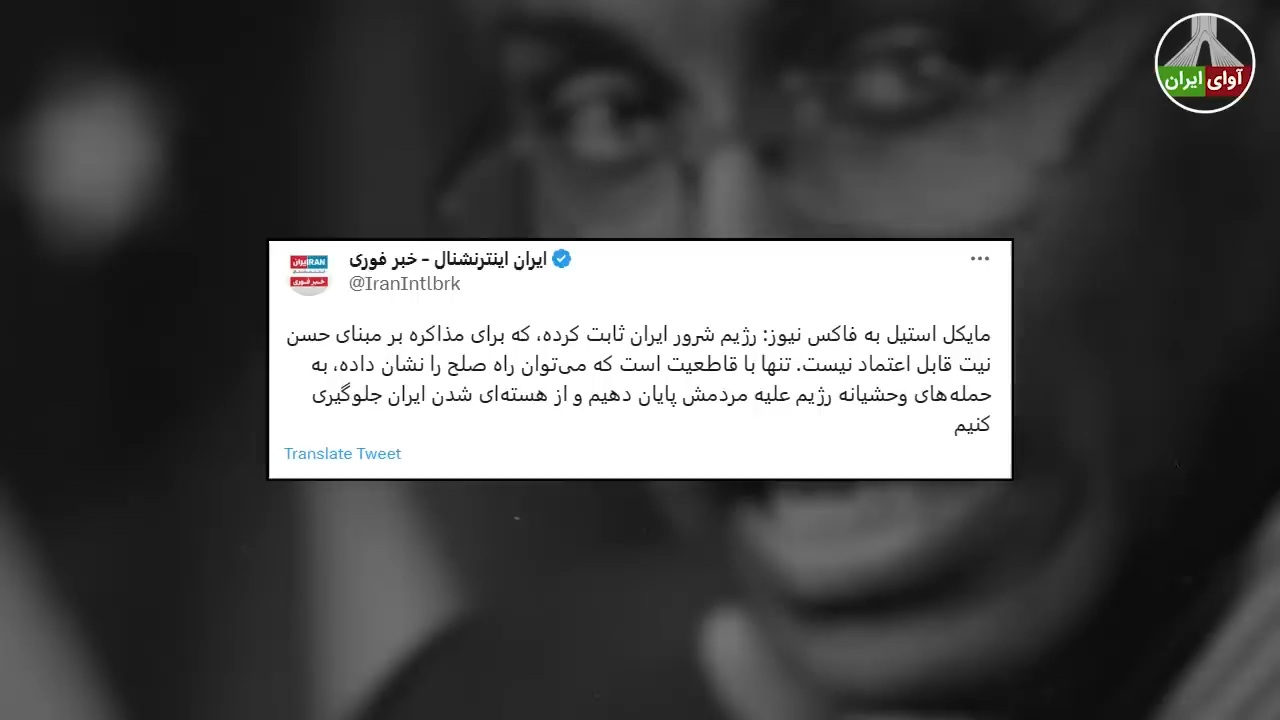 آوای ایران
ایران اینترنشنال - خبر فوری
@IranIntlbrk
مایکل استیل به فاکس نیوز: رژیم شرور ایران ثابت کرده، که برای مذاکره بر مبنای حسن
نیت قابل اعتماد نیست. تنها با قاطعیت است که می‌توان راه صلح را نشان داده، به
حمله‌های وحشیانه رژیم علیه مردمش پایان دهیم و از هسته‌ای شدن ایران جلوگیری
کنیم
Translate Tweet